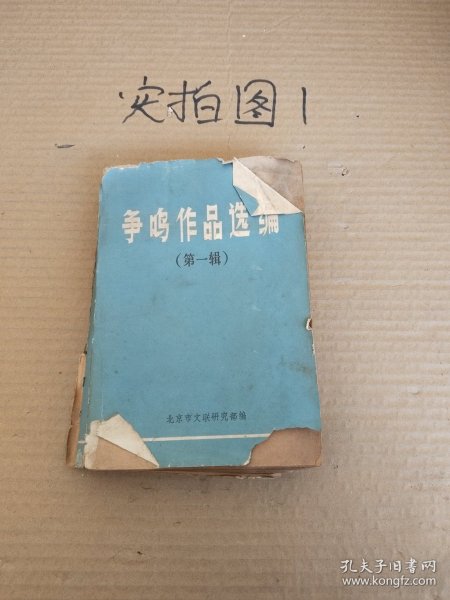 实拍图1
争鸣作品选编
(第一辑)
北京市文联研究部编
孔夫子旧书网
www.kongfz.com